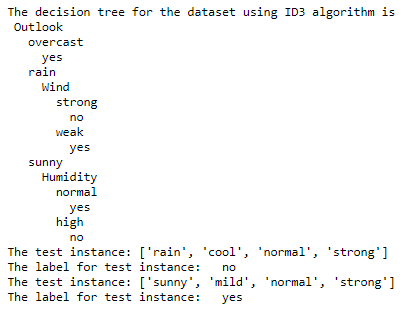 The decision tree for the dataset using ID3 algorithm is
Outlook
overcast
yes
rain
Wind
strong
no
weak
yes
sunny
Humidity
normal
yes
high
no
The test instance: ['rain', 'cool', 'normal', 'strong']
The label for test instance:   no
The test instance: ['sunny', 'mild', 'normal', 'strong']
The label for test instance:   yes